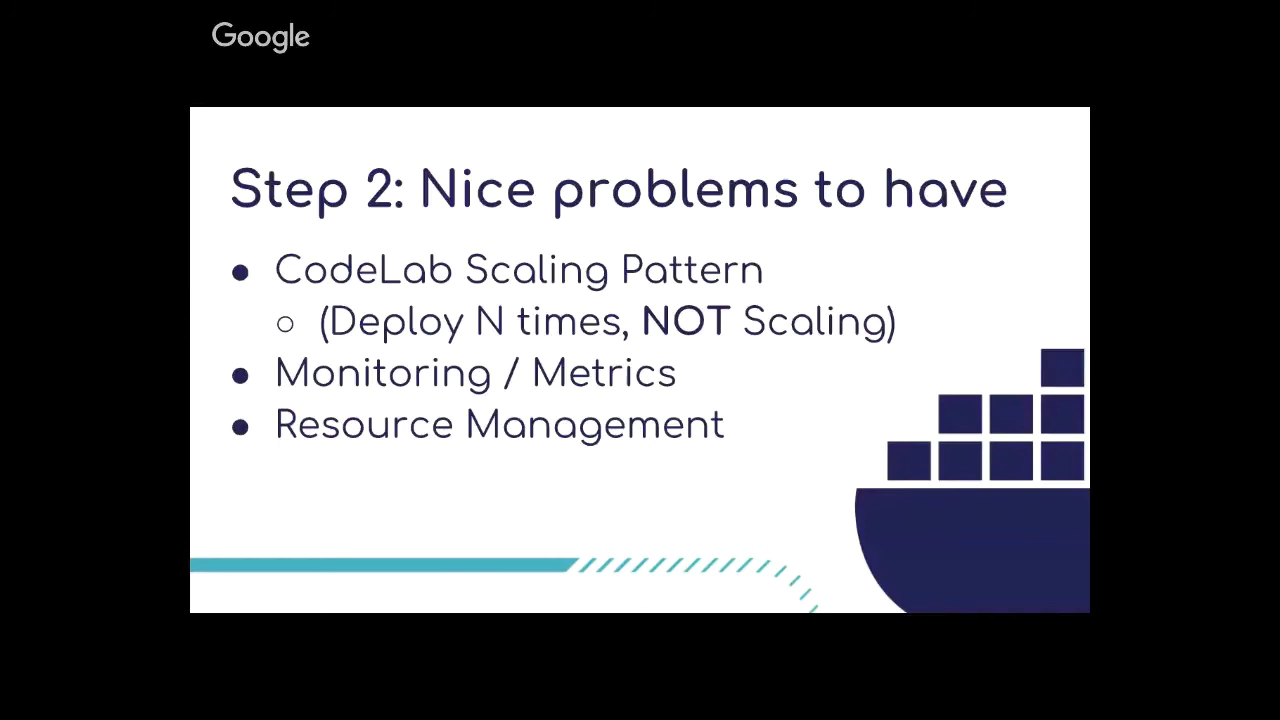 Google
Step 2: Nice problems to have
● CodeLab Scaling Pattern
○ (Deploy N times, NOT Scaling)
● Monitoring / Metrics
● Resource Management